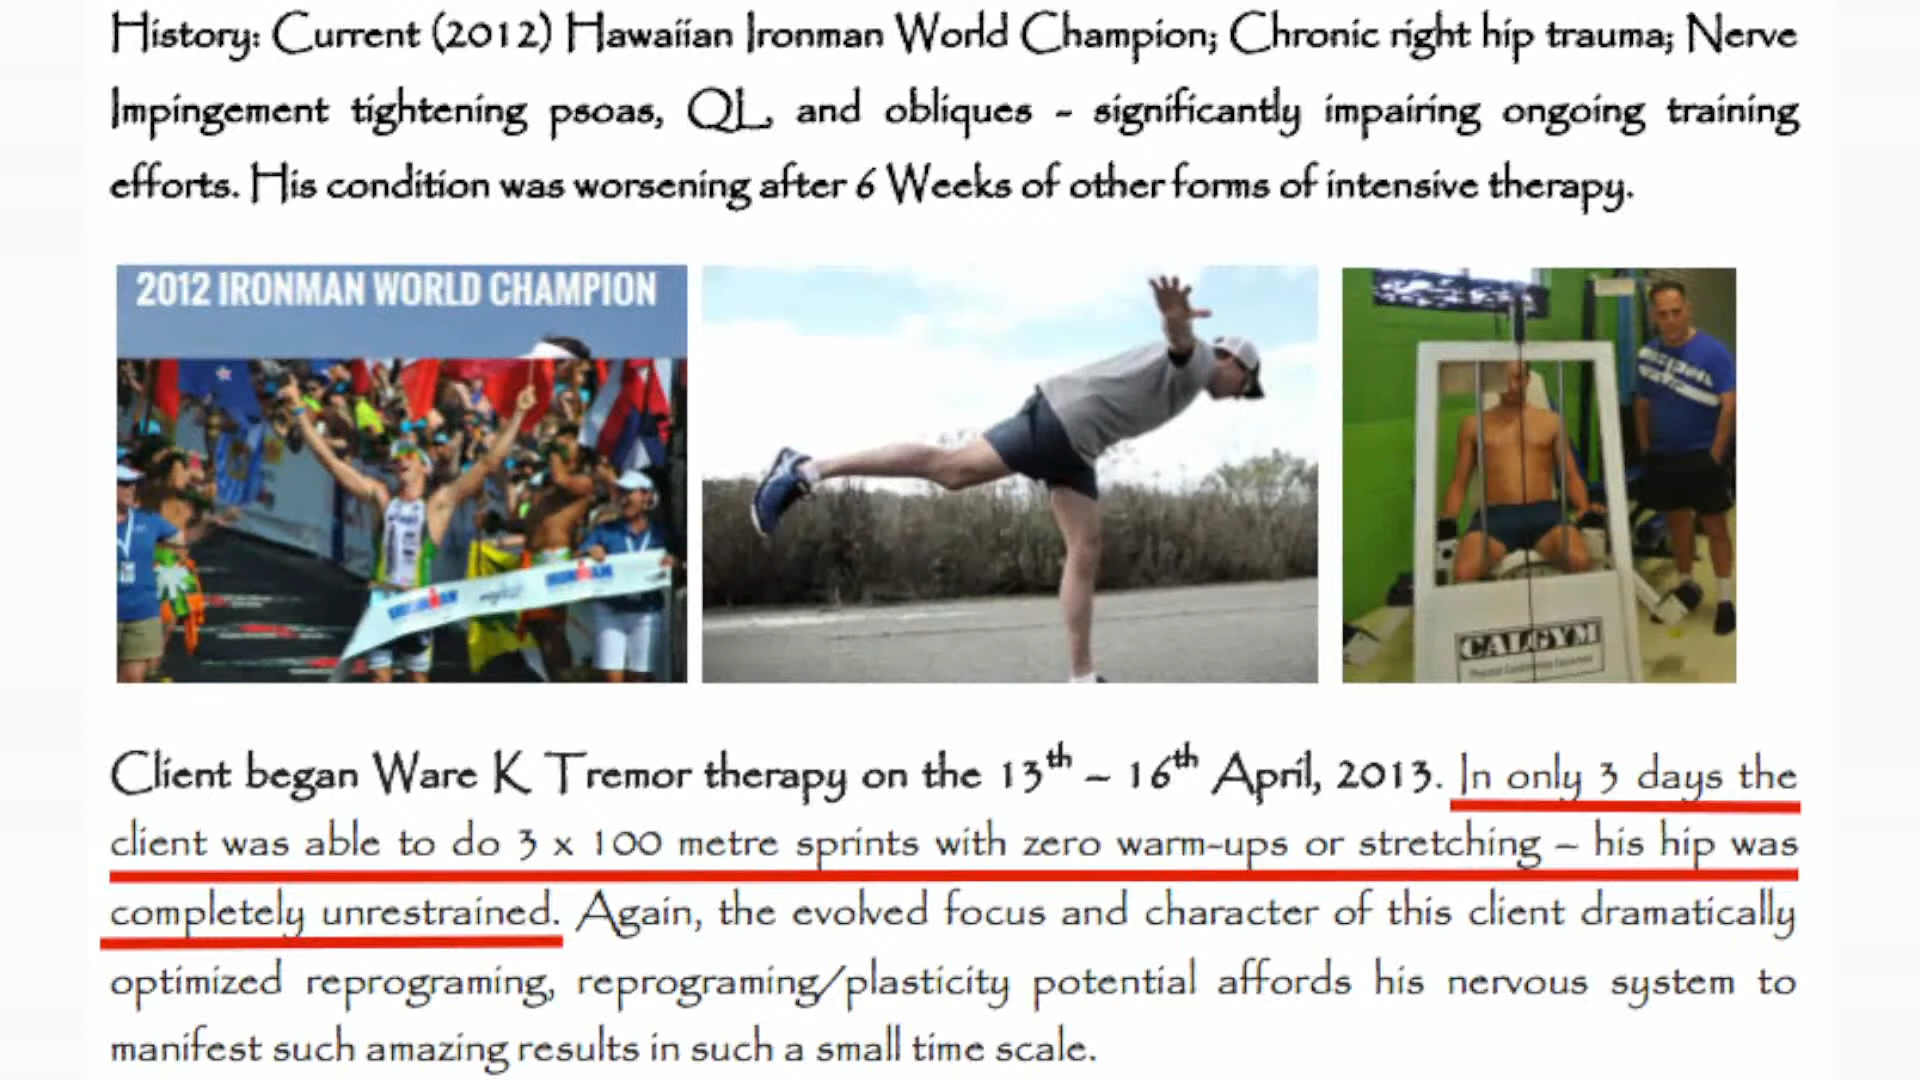 History: Current (2012) Hawaiian Ironman World Champion; Chronic right hip trauma; Nerve
Impingement tightening psoas, QL, and obliques - significantly impairing ongoing training
efforts. His condition was worsening after 6 Weeks of other forms of intensive therapy.
2012 IRONMAN WORLD CHAMPION
CALGYM
Client began Ware K Tremor therapy on the 13th – 16th April, 2013. In only 3 days the
client was able to do 3 x 100 metre sprints with zero warm-ups or stretching – his hip was
completely unrestrained. Again, the evolved focus and character of this client dramatically
optimized reprograming, reprograming/plasticity potential affords his nervous system to
manifest such amazing results in such a small time scale.